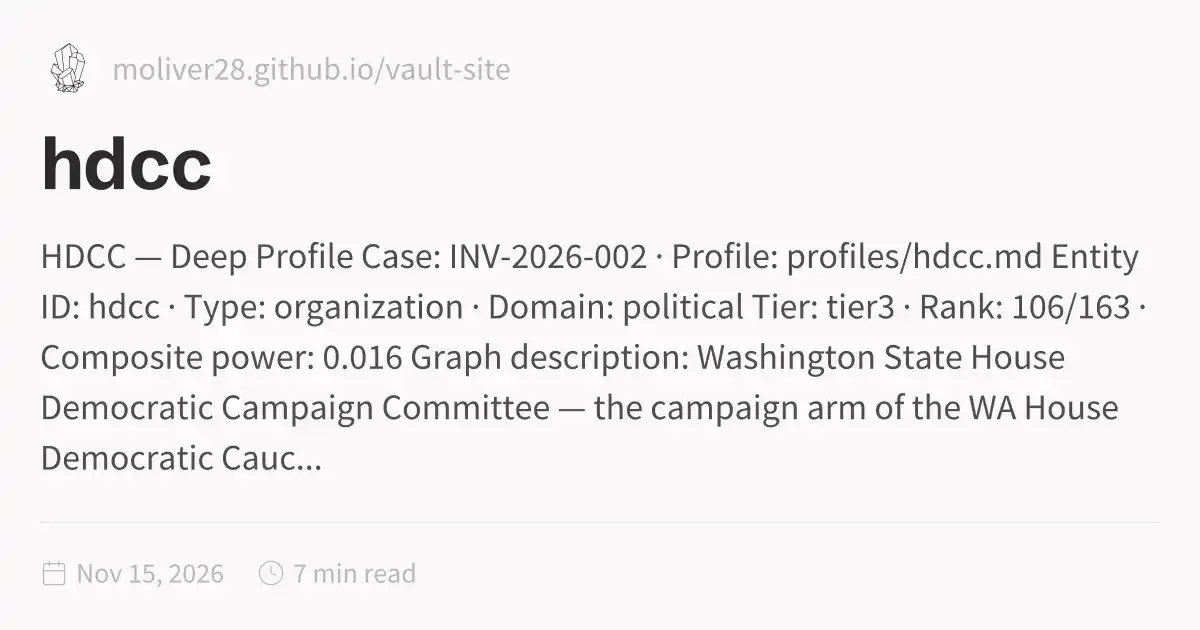 moliver28.github.io/vault-site
hdcc
HDCC — Deep Profile Case: INV-2026-002 · Profile: profiles/hdcc.md Entity
ID: hdcc · Type: organization · Domain: political Tier: tier3 · Rank: 106/163 ·
Composite power: 0.016 Graph description: Washington State House
Democratic Campaign Committee — the campaign arm of the WA House
Democratic Cauc...
Nov 15, 2026 7 min read